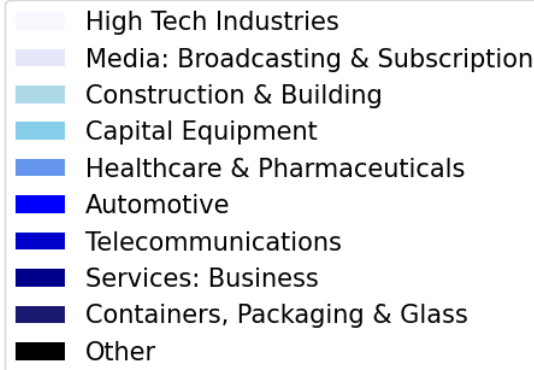 High Tech Industries
Media: Broadcasting & Subscription
Construction & Building
Capital Equipment
Healthcare & Pharmaceuticals
Automotive
Telecommunications
Services: Business
Containers, Packaging & Glass
Other